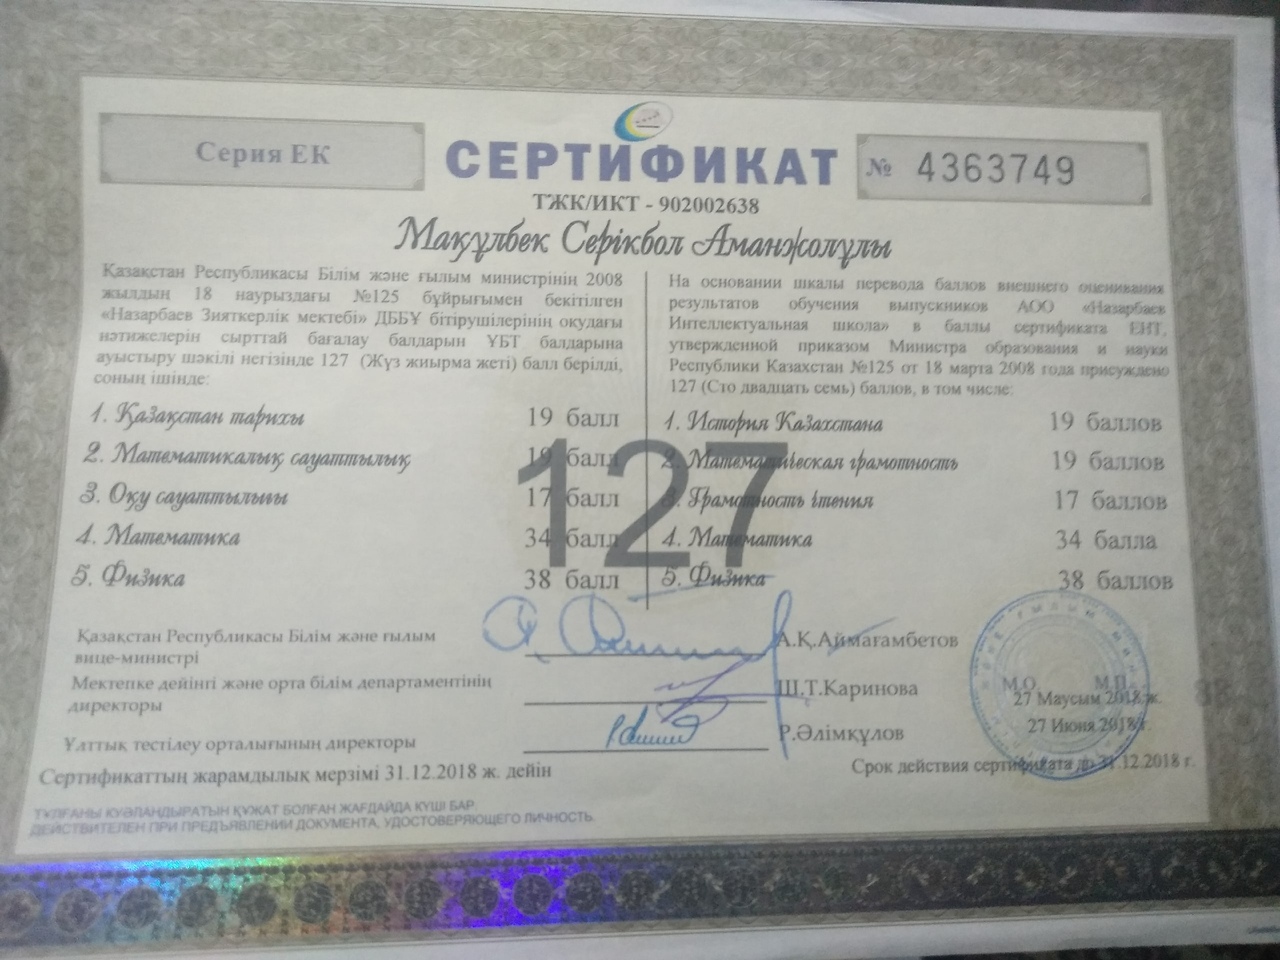 Серия ЕК
СЕРТИФИКАТ
№ 4363749
ТЖК/ИКТ - 902002638
Мақұлбек Серікбол Аманжолұлы
Қазақстан Республикасы Білім және ғылым министрінің 2008
жылдың 18 наурыздағы №125 бұйрығымен бекітілген
«Назарбаев Зияткерлік мектебі» ДББҰ бітірушілерінің оқудағы
нәтижелерін сырттай бағалау балдарын ҰБТ балдарына
ауыстыру шәкілі негізінде 127 (Жүз жиырма жеті) балл берілді,
соның ішінде:
1. Қазақстан тарихы 19 балл
2. Математикалық сауаттылық 19 балл
3. Оқу сауаттылығы 17 балл
4. Математика 34 балл
5. Физика 38 балл
На основании шкалы перевода баллов внешнего оценивания
результатов обучения выпускников АОО «Назарбаев
Интеллектуальная школа» в баллы сертификата ЕНТ,
утвержденной приказом Министра образования и науки
Республики Казахстан №125 от 18 марта 2008 года присуждено
127 (Сто двадцать семь) баллов, в том числе:
1. История Казахстана 19 баллов
2. Математическая грамотность 19 баллов
3. Грамотность чтения 17 баллов
4. Математика 34 балла
5. Физика 38 баллов
127
Қазақстан Республикасы Білім және ғылым
вице-министрі
А.Қ.Аймағамбетов
Мектепке дейінгі және орта білім департаментінің
директоры
Ш.Т.Каринова
Ұлттық тестілеу орталығының директоры
Р.Әлімқұлов
М.О. М.П.
27 Маусым 2018 ж.
27 Июня 2018 г.
Сертификаттың жарамдылық мерзімі 31.12.2018 ж. дейін
Срок действия сертификата до 31.12.2018 г.
ТҰЛҒАНЫ КУӘЛАНДЫРАТЫН ҚҰЖАТ БОЛҒАН ЖАҒДАЙДА КҮШІ БАР.
ДЕЙСТВИТЕЛЕН ПРИ ПРЕДЪЯВЛЕНИИ ДОКУМЕНТА, УДОСТОВЕРЯЮЩЕГО ЛИЧНОСТЬ.